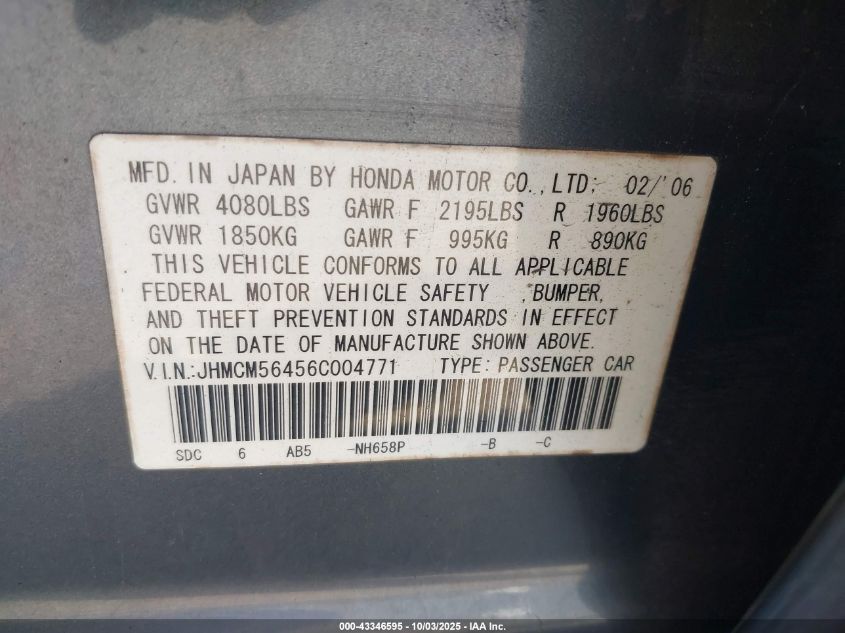 MFD. IN JAPAN BY HONDA MOTOR CO.,LTD; 02/'06
GVWR 4080LBS GAWR F 2195LBS R 1960LBS
GVWR 1850KG GAWR F 995KG R 890KG
THIS VEHICLE CONFORMS TO ALL APPLICABLE
FEDERAL MOTOR VEHICLE SAFETY ,BUMPER,
AND THEFT PREVENTION STANDARDS IN EFFECT
ON THE DATE OF MANUFACTURE SHOWN ABOVE.
V.I.N.:JHMCM56456C004771 TYPE: PASSENGER CAR
SDC 6 AB5 -NH658P -B -C
000-43346595 - 10/03/2025 - IAA Inc.